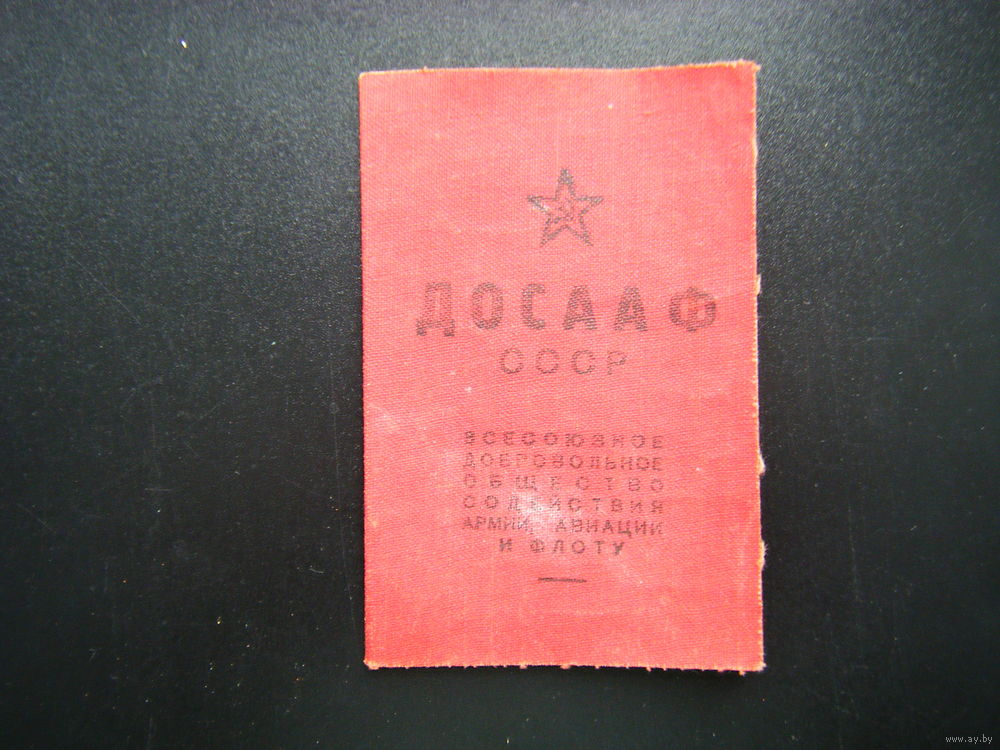 ДОСААФ
СССР
ВСЕСОЮЗНОЕ
ДОБРОВОЛЬНОЕ
ОБЩЕСТВО
СОДЕЙСТВИЯ
АРМИИ, АВИАЦИИ
И ФЛОТУ
www.ay.by